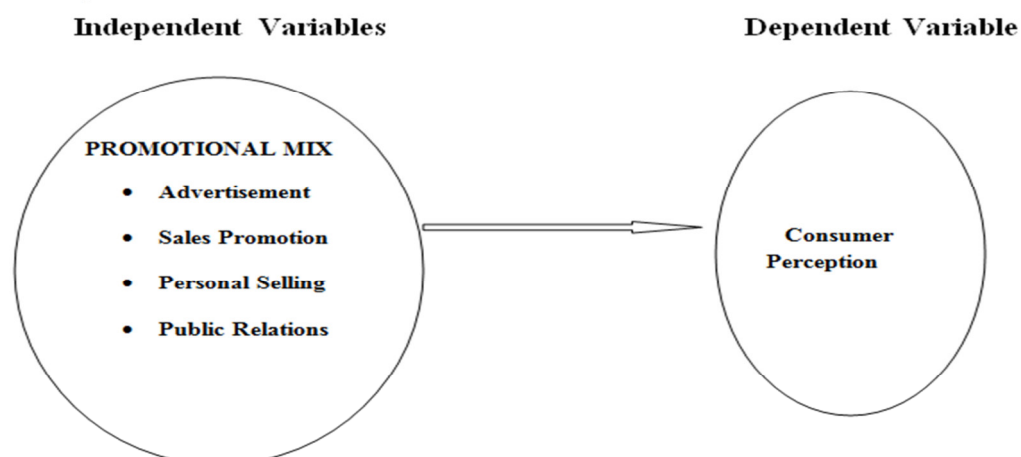 Independent Variables
Dependent Variable
PROMOTIONAL MIX
• Advertisement
• Sales Promotion
• Personal Selling
• Public Relations
Consumer
Perception